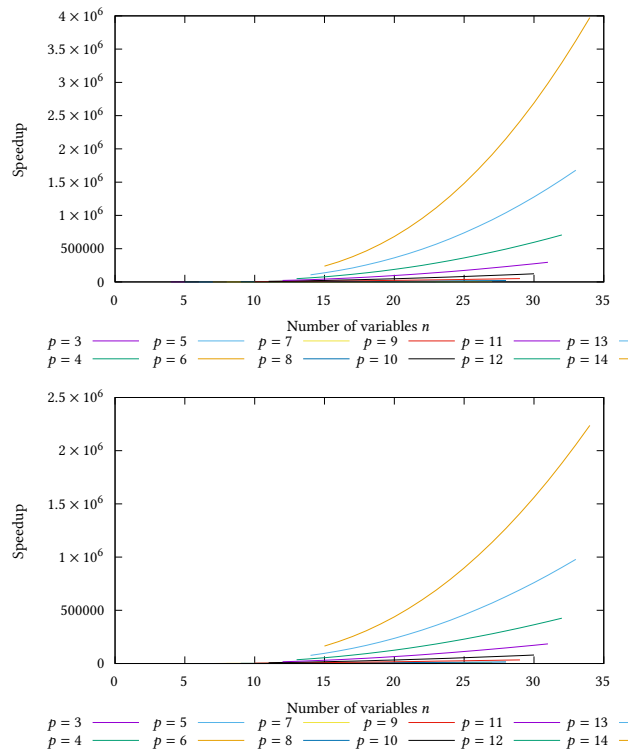 4 × 10⁶
3.5 × 10⁶
3 × 10⁶
2.5 × 10⁶
2 × 10⁶
1.5 × 10⁶
1 × 10⁶
500000
0
Speedup
0 5 10 15 20 25 30 35
Number of variables n
p = 3 p = 5 p = 7 p = 9 p = 11 p = 13
p = 4 p = 6 p = 8 p = 10 p = 12 p = 14
2.5 × 10⁶
2 × 10⁶
1.5 × 10⁶
1 × 10⁶
500000
0
Speedup
0 5 10 15 20 25 30 35
Number of variables n
p = 3 p = 5 p = 7 p = 9 p = 11 p = 13
p = 4 p = 6 p = 8 p = 10 p = 12 p = 14